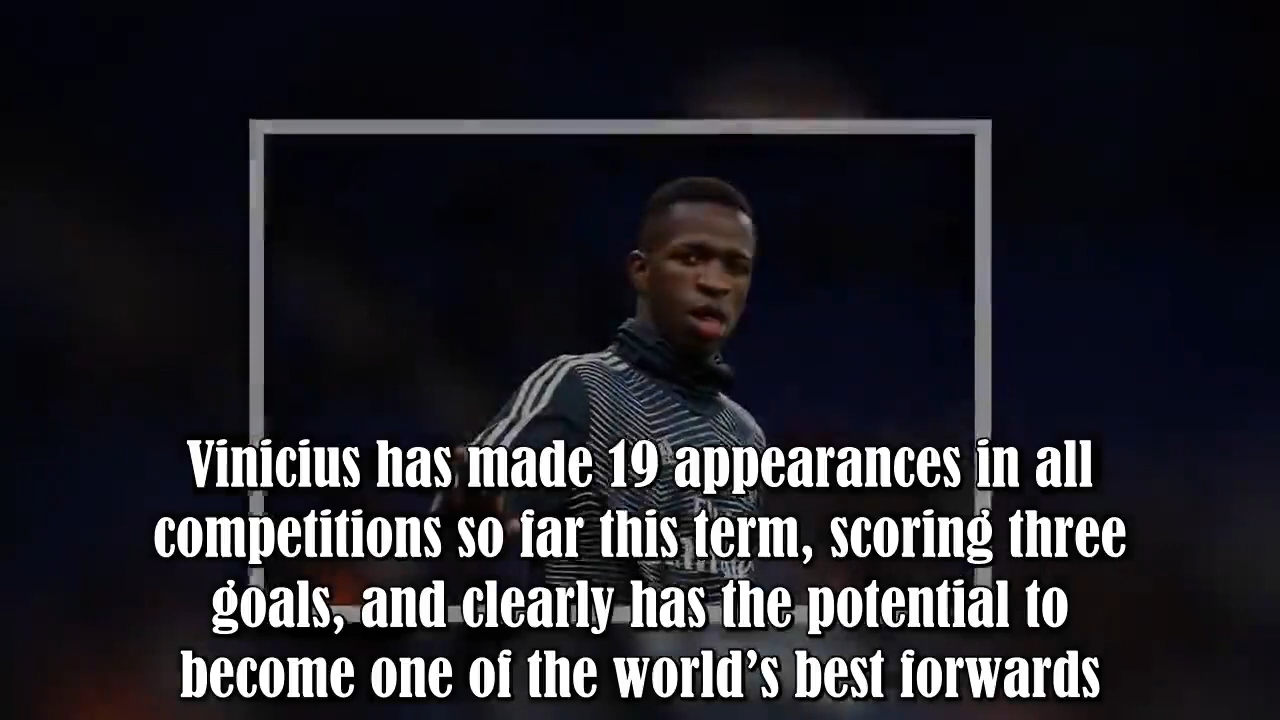 Vinicius has made 19 appearances in all
competitions so far this term, scoring three
goals, and clearly has the potential to
become one of the world’s best forwards